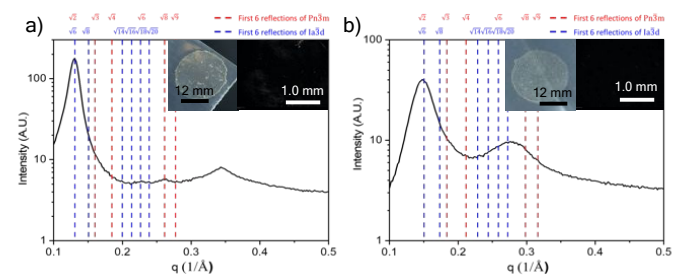 a)
√2 √3 √4 √6 √8 √9
First 6 reflections of Pn3̄m
√6 √8 √14 √16 √18 √20
First 6 reflections of Ia3̄d
12 mm
1.0 mm
100
10
1
Intensity (A.U.)
0.1 0.2 0.3 0.4 0.5
q (1/Å)
b)
√2 √3 √4 √6 √8 √9
First 6 reflections of Pn3̄m
√6 √8 √14 √16 √18 √20
First 6 reflections of Ia3̄d
12 mm
1.0 mm
100
10
1
Intensity (A.U.)
0.1 0.2 0.3 0.4 0.5
q (1/Å)